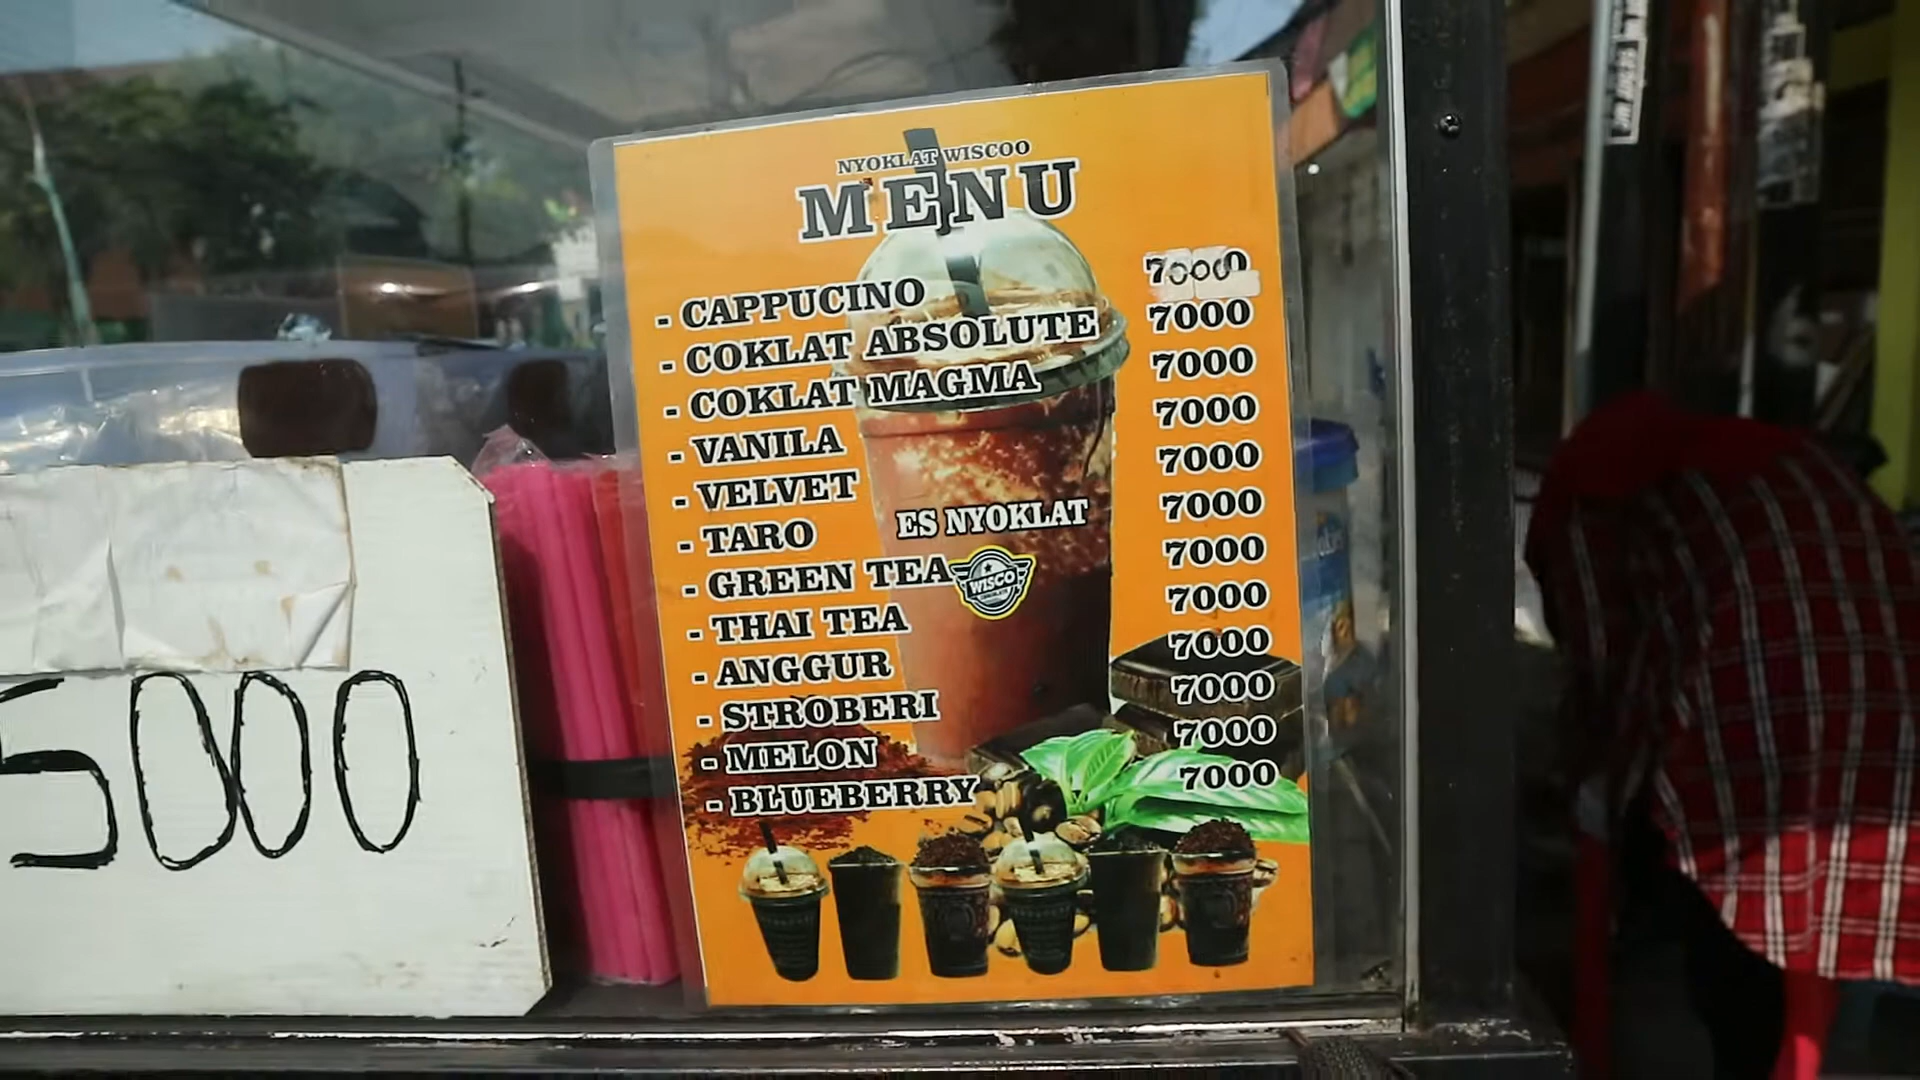 NYOKLAT WISCOO
MENU
- CAPPUCINO 7000
- COKLAT ABSOLUTE 7000
- COKLAT MAGMA 7000
- VANILA 7000
- VELVET 7000
- TARO 7000
- GREEN TEA 7000
- THAI TEA 7000
- ANGGUR 7000
- STROBERI 7000
- MELON 7000
- BLUEBERRY 7000
ES NYOKLAT
WISCO
5000